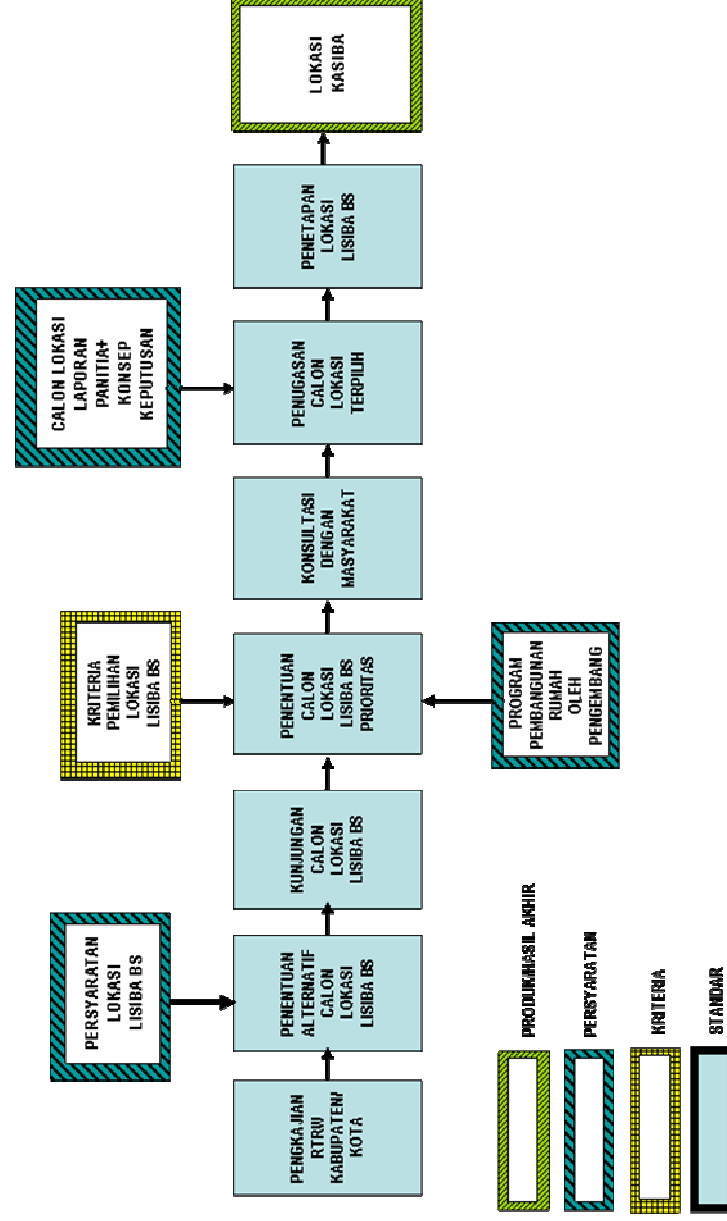 PENGKAJIAN
RTRW
KABUPATEN/
KOTA
PERSYARATAN
LOKASI
LISIBA BS
PENENTUAN
ALTERNATIF
CALON
LOKASI
LISIBA BS
KUNJUNGAN
CALON
LOKASI
LISIBA BS
KRITERIA
PEMILIHAN
LOKASI
LISIBA BS
PENENTUAN
CALON
LOKASI
LISIBA BS
PRIORITAS
PROGRAM
PEMBANGUNAN
RUMAH
OLEH
PENGEMBANG
KONSULTASI
DENGAN
MASYARAKAT
CALON LOKASI
LAPORAN
PANITIA+
KONSEP
KEPUTUSAN
PENUGASAN
CALON
LOKASI
TERPILIH
PENETAPAN
LOKASI
LISIBA BS
LOKASI
KASIBA
PRODUK/HASIL AKHIR
PERSYARATAN
KRITERIA
STANDAR